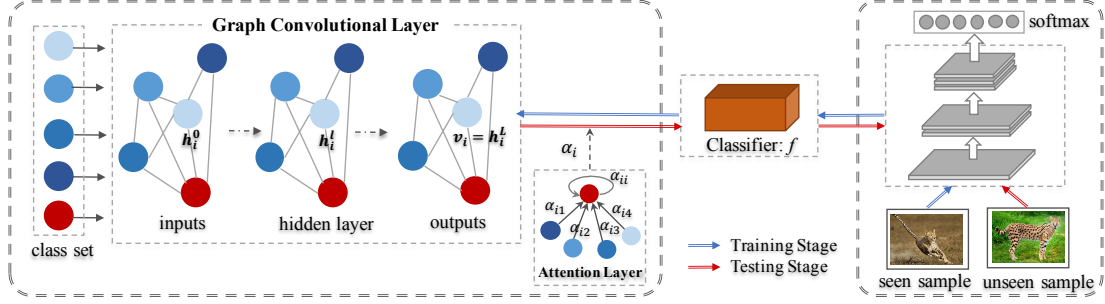 Graph Convolutional Layer
softmax
h_i^0
h_i^l
v_i = h_i^L
α_i
Classifier: f
α_ii
α_i1
α_i2
α_i3
α_i4
inputs
hidden layer
outputs
class set
Attention Layer
Training Stage
Testing Stage
seen sample
unseen sample